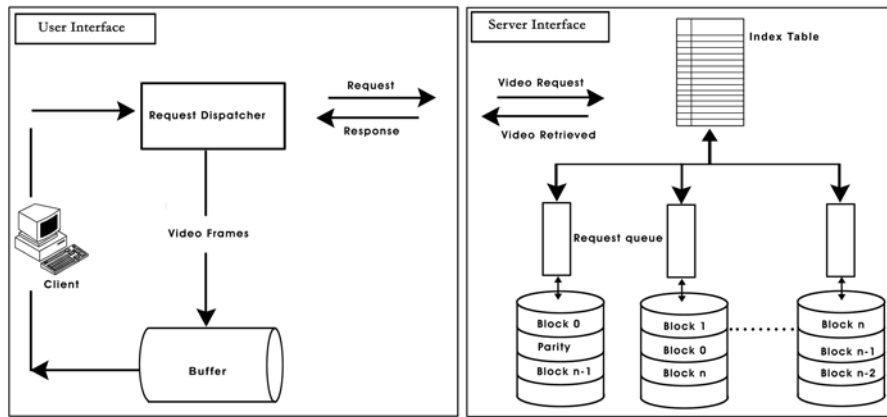 User Interface
Request Dispatcher
Request
Response
Video Frames
Client
Buffer
Server Interface
Index Table
Video Request
Video Retrieved
Request queue
Block 0
Parity
Block n-1
Block 1
Block 0
Block n
Block n
Block n-1
Block n-2